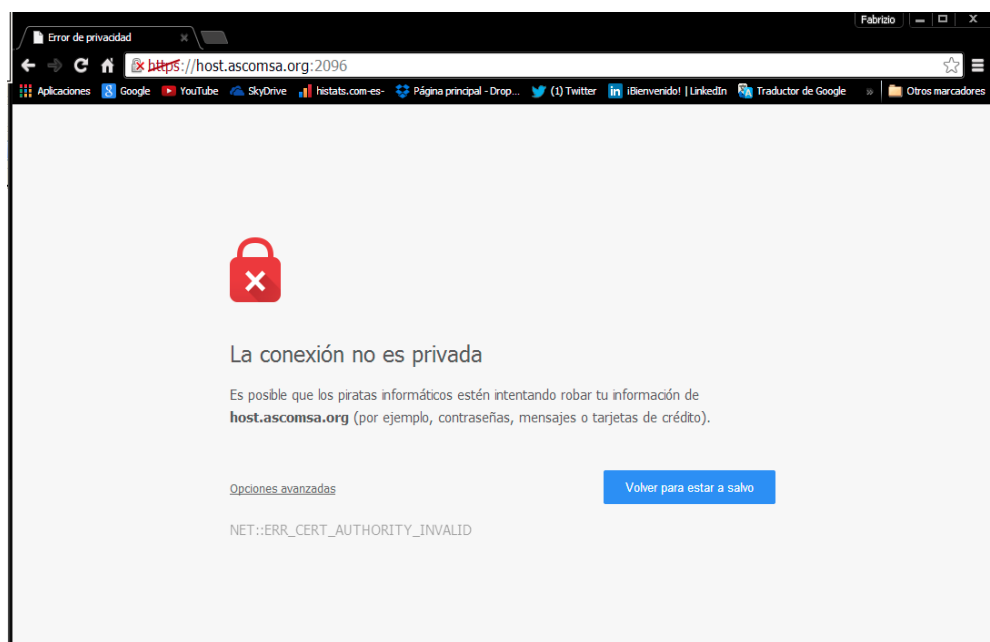 Fabrizio
Error de privacidad
https://host.ascomsa.org:2096
Aplicaciones Google YouTube SkyDrive histats.com-es- Página principal - Drop... (1) Twitter iBienvenido! | LinkedIn Traductor de Google » Otros marcadores
La conexión no es privada
Es posible que los piratas informáticos estén intentando robar tu información de
host.ascomsa.org (por ejemplo, contraseñas, mensajes o tarjetas de crédito).
Opciones avanzadas Volver para estar a salvo
NET::ERR_CERT_AUTHORITY_INVALID